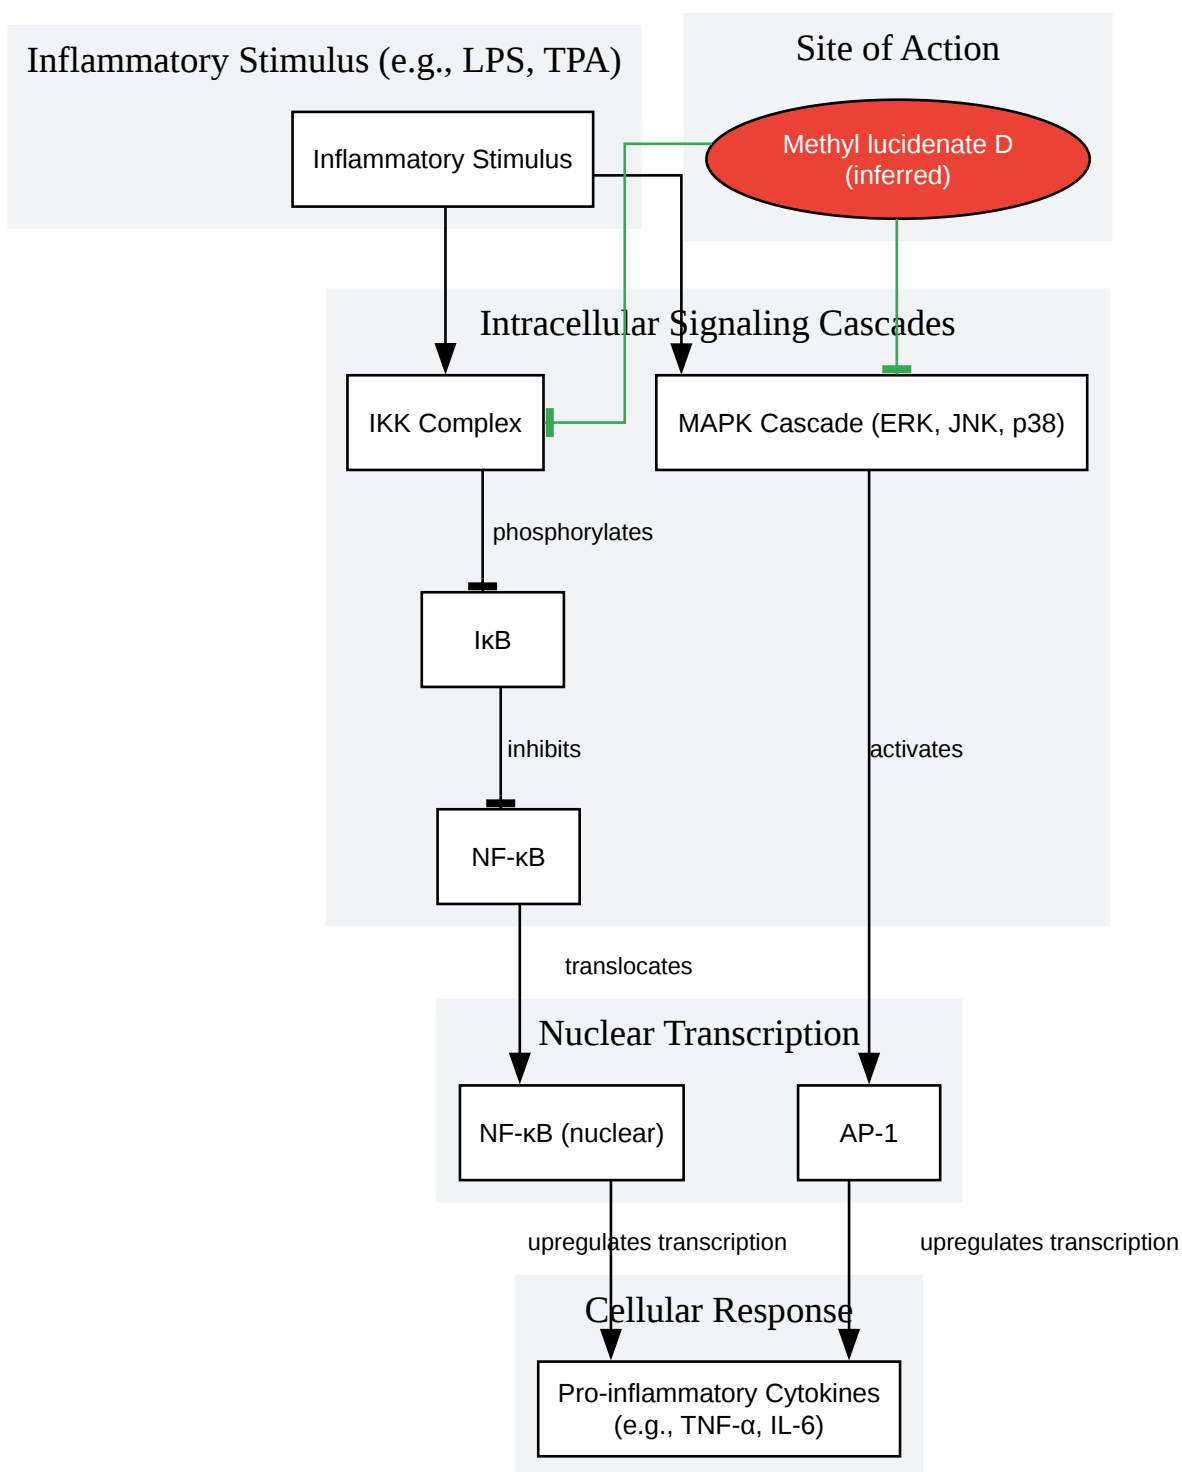 Inflammatory Stimulus (e.g., LPS, TPA)
Site of Action
Inflammatory Stimulus
Methyl lucidenate D
(inferred)
Intracellular Signaling Cascades
IKK Complex
MAPK Cascade (ERK, JNK, p38)
phosphorylates
IκB
inhibits
activates
NF-κB
translocates
Nuclear Transcription
NF-κB (nuclear)
AP-1
upregulates transcription
upregulates transcription
Cellular Response
Pro-inflammatory Cytokines
(e.g., TNF-α, IL-6)